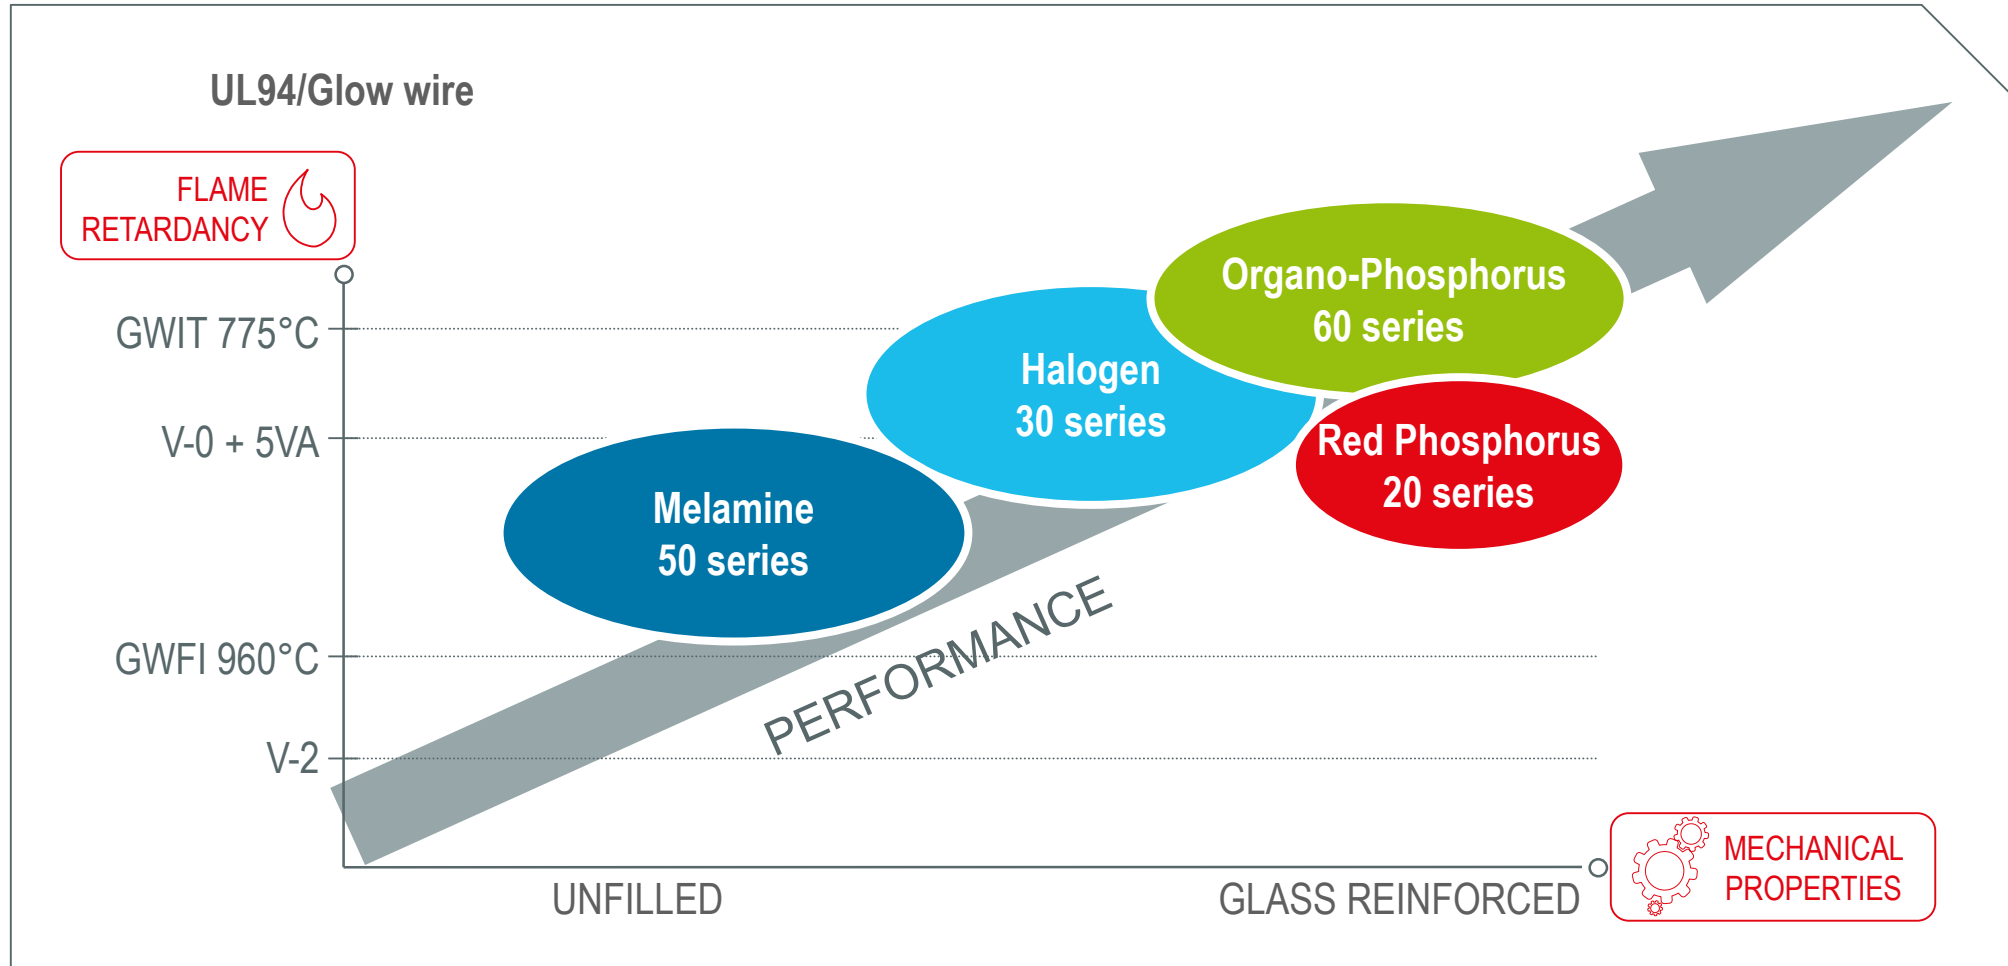 UL94/Glow wire
FLAME
RETARDANCY
GWIT 775°C
V-0 + 5VA
GWFI 960°C
V-2
Organo-Phosphorus
60 series
Halogen
30 series
Red Phosphorus
20 series
Melamine
50 series
PERFORMANCE
UNFILLED
GLASS REINFORCED
MECHANICAL
PROPERTIES